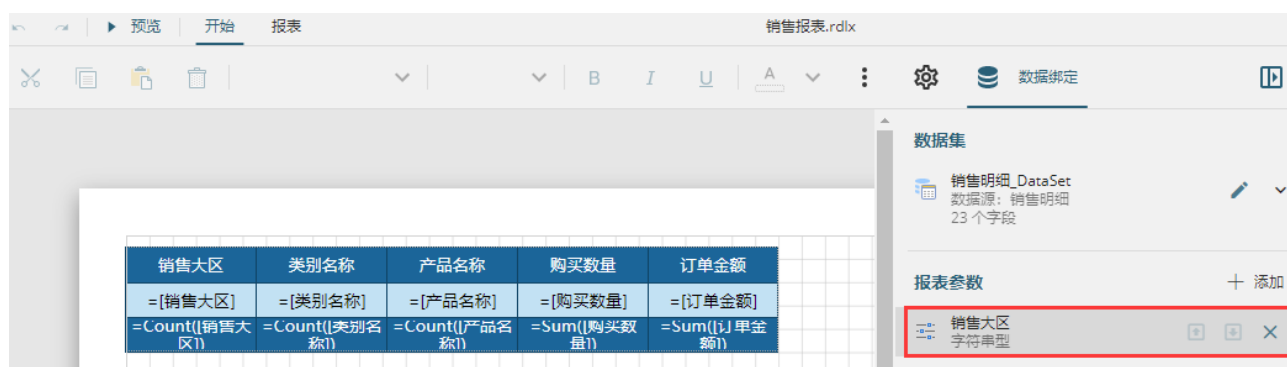 预览 开始 报表 销售报表.rdlx
B I U A 数据绑定
数据集
销售明细_DataSet
数据源：销售明细
23 个字段
销售大区 类别名称 产品名称 购买数量 订单金额
报表参数 添加
=[销售大区] =[类别名称] =[产品名称] =[购买数量] =[订单金额]
=Count([销售大区]) =Count([类别名称]) =Count([产品名称]) =Sum([购买数量]) =Sum([订单金额])
销售大区
字符串型